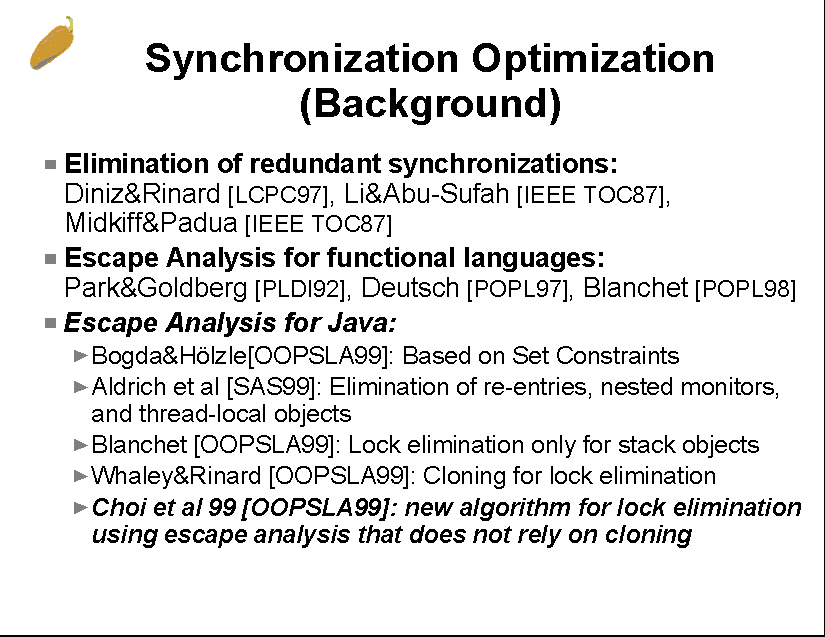 Synchronization Optimization
(Background)
Elimination of redundant synchronizations:
Diniz&Rinard [LCPC97], Li&Abu-Sufah [IEEE TOC87],
Midkiff&Padua [IEEE TOC87]
Escape Analysis for functional languages:
Park&Goldberg [PLDI92], Deutsch [POPL97], Blanchet [POPL98]
Escape Analysis for Java:
Bogda&Hölzle[OOPSLA99]: Based on Set Constraints
Aldrich et al [SAS99]: Elimination of re-entries, nested monitors,
and thread-local objects
Blanchet [OOPSLA99]: Lock elimination only for stack objects
Whaley&Rinard [OOPSLA99]: Cloning for lock elimination
Choi et al 99 [OOPSLA99]: new algorithm for lock elimination
using escape analysis that does not rely on cloning